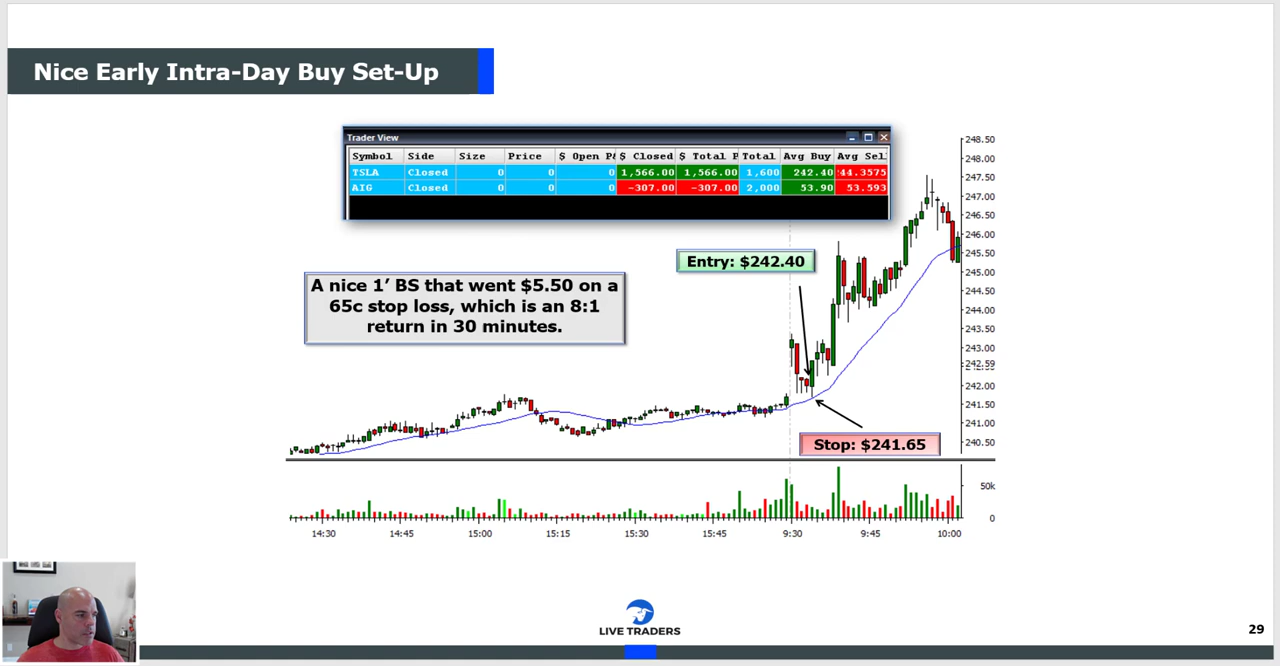 Nice Early Intra-Day Buy Set-Up
Trader View
Symbol Side Size Price $ Open P& $ Closed $ Total P Total Avg Buy Avg Sel
TSLA Closed 0 0 0 1,566.00 1,566.00 1,600 242.40 44.3575
AIG Closed 0 0 0 -307.00 -307.00 2,000 53.90 53.593
Entry: $242.40
A nice 1’ BS that went $5.50 on a
65c stop loss, which is an 8:1
return in 30 minutes.
Stop: $241.65
248.50
248.00
247.50
247.00
246.50
246.00
245.50
245.00
244.50
244.00
243.50
243.00
242.59
242.00
241.50
241.00
240.50
50k
0
14:30 14:45 15:00 15:15 15:30 15:45 9:30 9:45 10:00
LIVE TRADERS
29